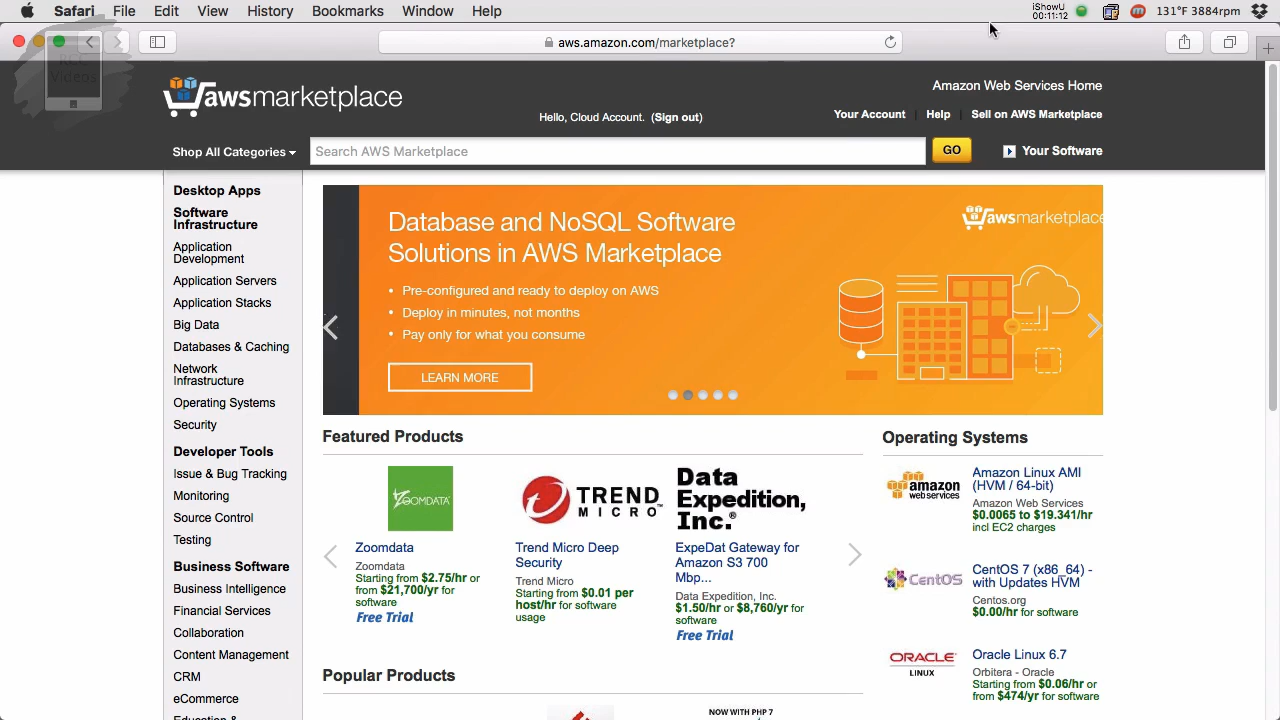 Safari File Edit View History Bookmarks Window Help
iShowU
00:11:12
131°F 3884rpm
aws.amazon.com/marketplace?
RCC
Videos
awsmarketplace
Amazon Web Services Home
Hello, Cloud Account. (Sign out)
Your Account | Help | Sell on AWS Marketplace
Shop All Categories
Search AWS Marketplace
GO
Your Software
Desktop Apps
Software
Infrastructure
Application
Development
Application Servers
Application Stacks
Big Data
Databases & Caching
Network
Infrastructure
Operating Systems
Security
Developer Tools
Issue & Bug Tracking
Monitoring
Source Control
Testing
Business Software
Business Intelligence
Financial Services
Collaboration
Content Management
CRM
eCommerce
Education &
Database and NoSQL Software
Solutions in AWS Marketplace
• Pre-configured and ready to deploy on AWS
• Deploy in minutes, not months
• Pay only for what you consume
LEARN MORE
awsmarketplace
Featured Products
ZOOMDATA
Zoomdata
Zoomdata
Starting from $2.75/hr or
from $21,700/yr for
software
Free Trial
TREND
MICRO
Trend Micro Deep
Security
Trend Micro
Starting from $0.01 per
host/hr for software
usage
Data
Expedition,
Inc.®
ExpeDat Gateway for
Amazon S3 700
Mbp...
Data Expedition, Inc.
$1.50/hr or $8,760/yr for
software
Free Trial
Popular Products
NOW WITH PHP 7
Operating Systems
amazon
web services
Amazon Linux AMI
(HVM / 64-bit)
Amazon Web Services
$0.0065 to $19.341/hr
incl EC2 charges
CentOS
CentOS 7 (x86_64) -
with Updates HVM
Centos.org
$0.00/hr for software
ORACLE
LINUX
Oracle Linux 6.7
Orbitera - Oracle
Starting from $0.06/hr or
from $474/yr for software